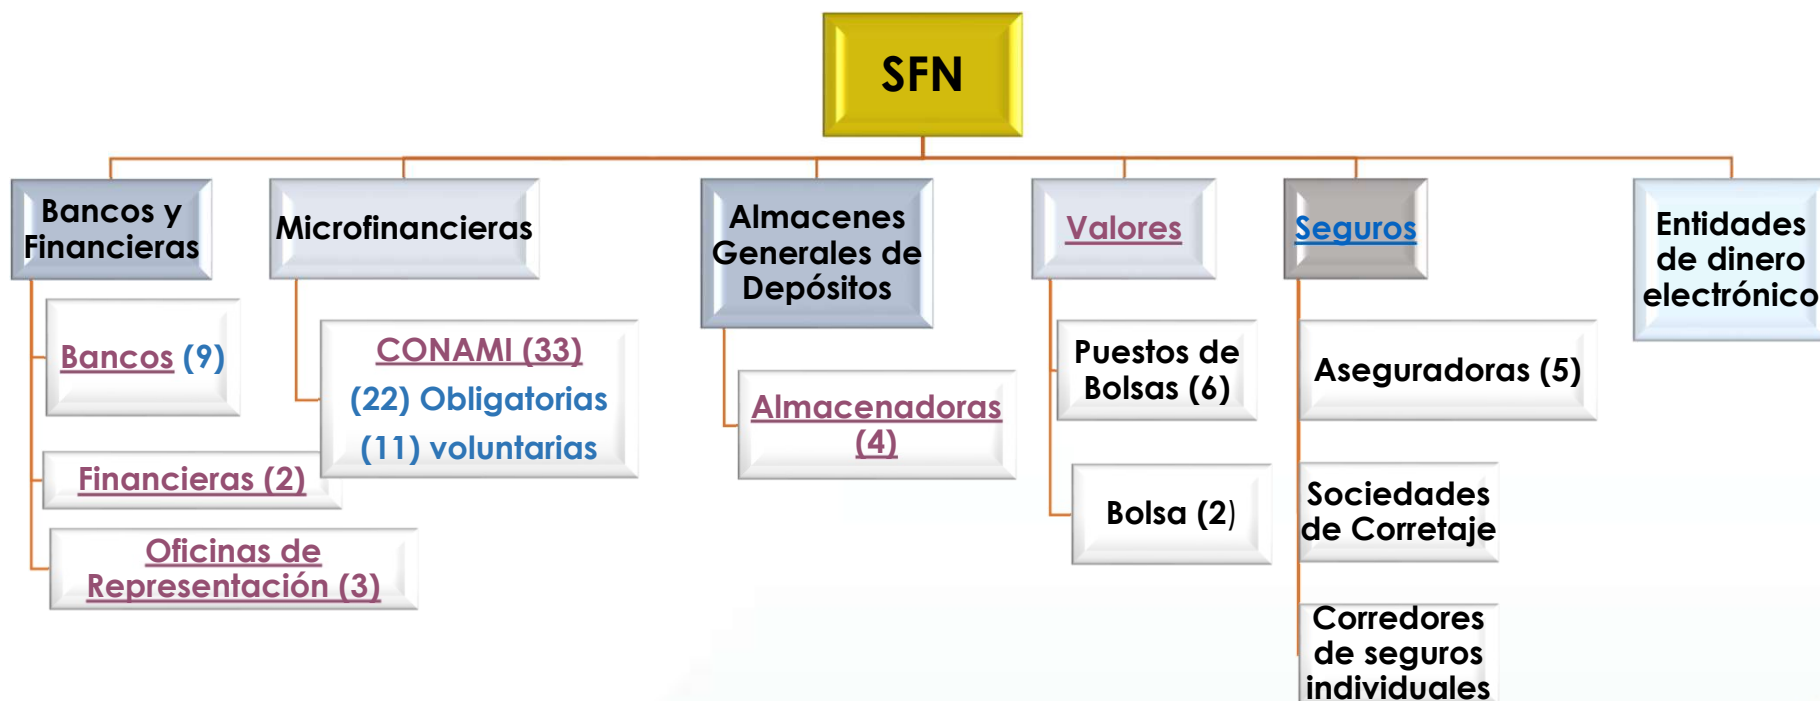 SFN
Bancos y
Financieras
Bancos (9)
Financieras (2)
Oficinas de
Representación (3)
Microfinancieras
CONAMI (33)
(22) Obligatorias
(11) voluntarias
Almacenes
Generales de
Depósitos
Almacenadoras
(4)
Valores
Puestos de
Bolsas (6)
Bolsa (2)
Seguros
Aseguradoras (5)
Sociedades
de Corretaje
Corredores
de seguros
individuales
Entidades
de dinero
electrónico